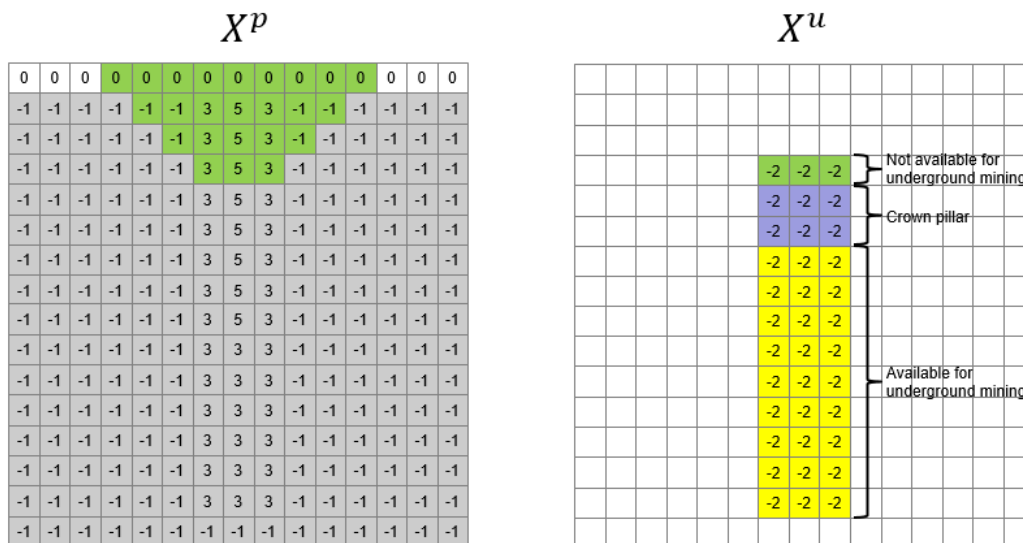 X^p
0 0 0 0 0 0 0 0 0 0 0 0 0 0 0
-1 -1 -1 -1 -1 -1 3 5 3 -1 -1 -1 -1 -1 -1
-1 -1 -1 -1 -1 -1 3 5 3 -1 -1 -1 -1 -1 -1
-1 -1 -1 -1 -1 -1 3 5 3 -1 -1 -1 -1 -1 -1
-1 -1 -1 -1 -1 -1 3 5 3 -1 -1 -1 -1 -1 -1
-1 -1 -1 -1 -1 -1 3 5 3 -1 -1 -1 -1 -1 -1
-1 -1 -1 -1 -1 -1 3 5 3 -1 -1 -1 -1 -1 -1
-1 -1 -1 -1 -1 -1 3 5 3 -1 -1 -1 -1 -1 -1
-1 -1 -1 -1 -1 -1 3 5 3 -1 -1 -1 -1 -1 -1
-1 -1 -1 -1 -1 -1 3 3 3 -1 -1 -1 -1 -1 -1
-1 -1 -1 -1 -1 -1 3 3 3 -1 -1 -1 -1 -1 -1
-1 -1 -1 -1 -1 -1 3 3 3 -1 -1 -1 -1 -1 -1
-1 -1 -1 -1 -1 -1 3 3 3 -1 -1 -1 -1 -1 -1
-1 -1 -1 -1 -1 -1 3 3 3 -1 -1 -1 -1 -1 -1
-1 -1 -1 -1 -1 -1 3 3 3 -1 -1 -1 -1 -1 -1
-1 -1 -1 -1 -1 -1 -1 -1 -1 -1 -1 -1 -1 -1 -1
X^u
-2 -2 -2
-2 -2 -2
-2 -2 -2
-2 -2 -2
-2 -2 -2
-2 -2 -2
-2 -2 -2
-2 -2 -2
-2 -2 -2
-2 -2 -2
-2 -2 -2
-2 -2 -2
Not available for
underground mining
Crown pillar
Available for
underground mining